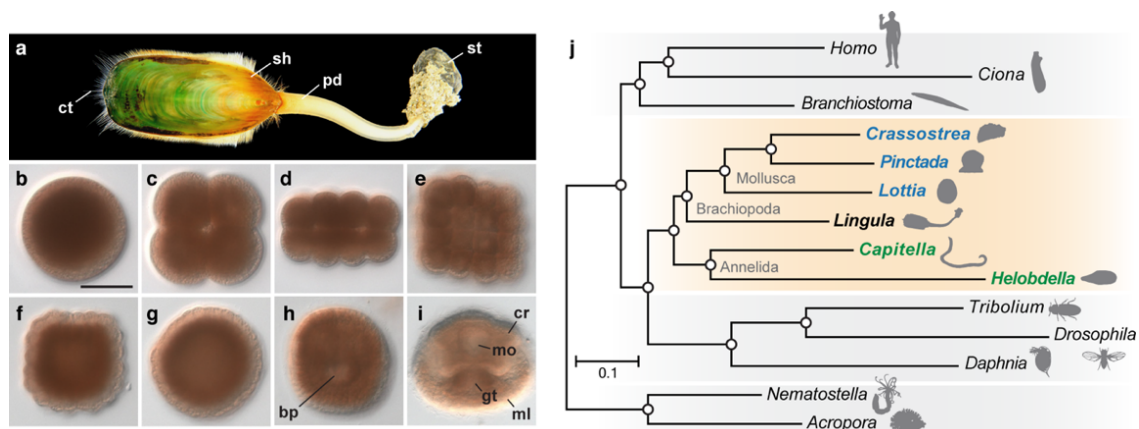 a
st
sh
pd
ct
b
c
d
e
f
g
h
i
cr
mo
bp
gt
ml
j
Homo
Ciona
Branchiostoma
Crassostrea
Pinctada
Mollusca
Lottia
Brachiopoda
Lingula
Capitella
Annelida
Helobdella
Tribolium
Drosophila
0.1
Daphnia
Nematostella
Acropora